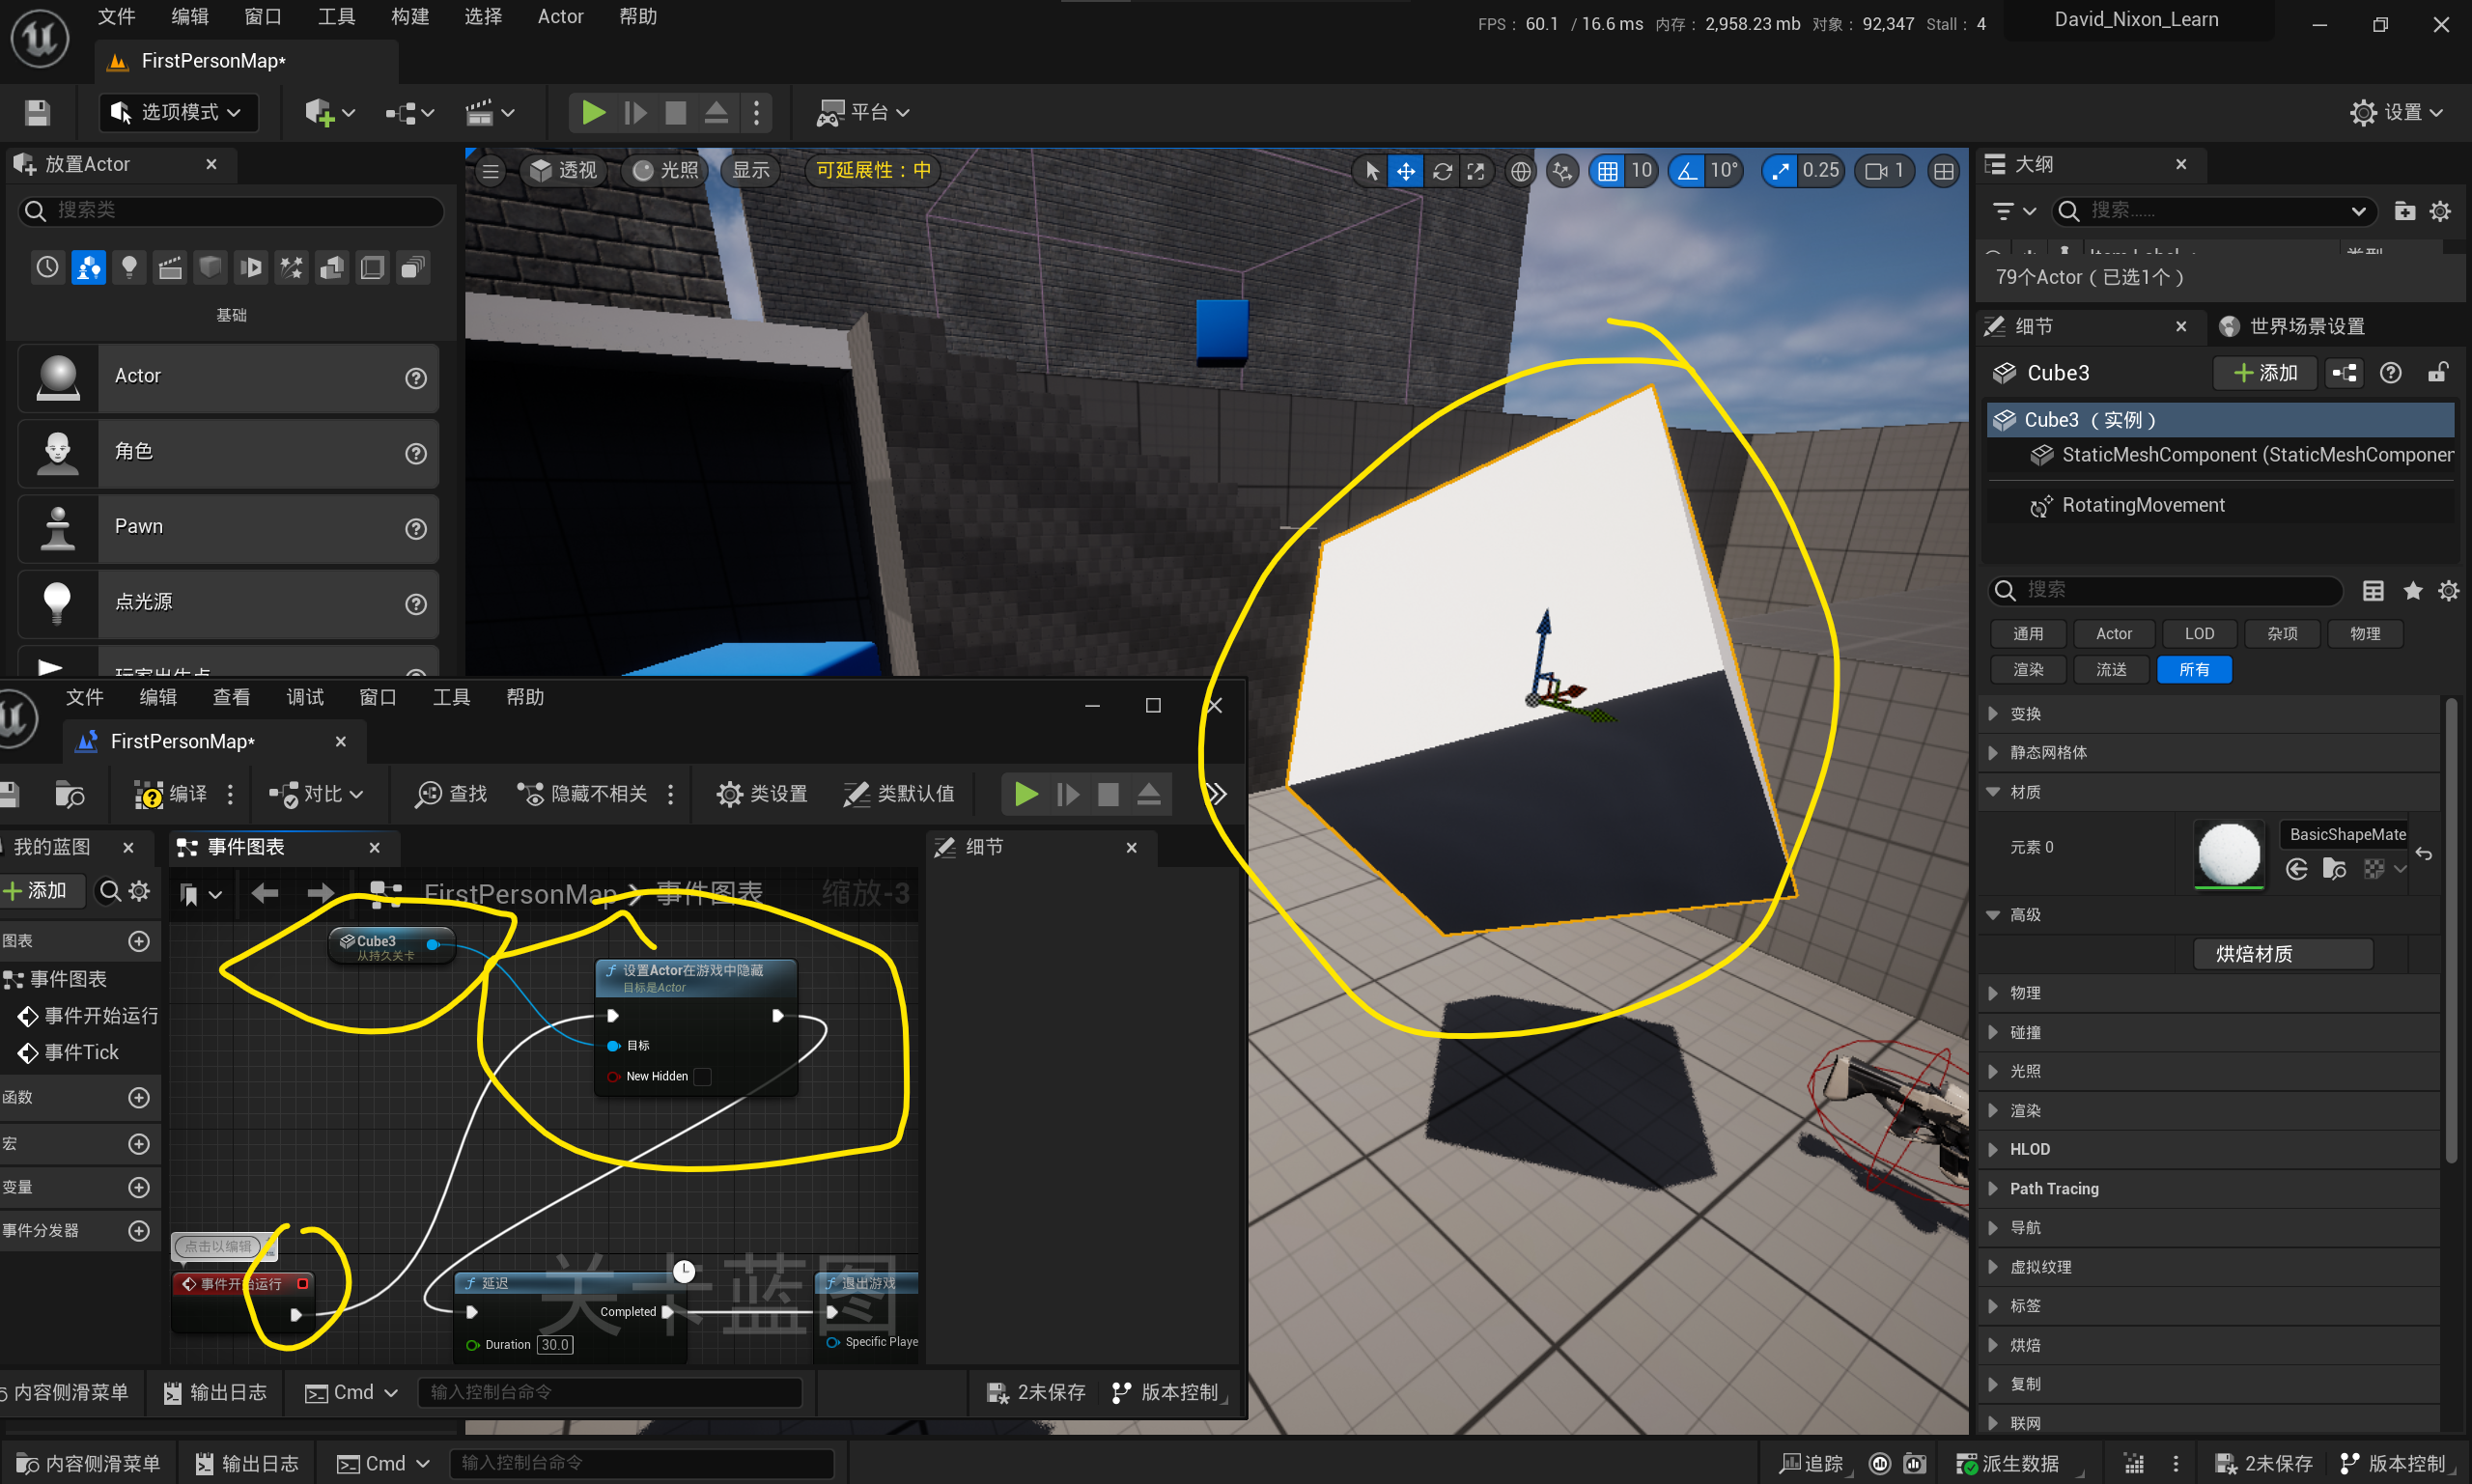 文件 编辑 窗口 工具 构建 选择 Actor 帮助
FPS： 60.1 / 16.6 ms 内存： 2,958.23 mb 对象： 92,347 Stall： 4
David_Nixon_Learn
FirstPersonMap*
选项模式
平台
设置
放置Actor
搜索类
基础
Actor
角色
Pawn
点光源
玩家出生点
透视 光照 显示 可延展性：中
10 10° 0.25 1
大纲
搜索......
Item Label
类型
79个Actor（已选1个）
细节 世界场景设置
Cube3
添加
Cube3 （实例）
StaticMeshComponent (StaticMeshComponen
RotatingMovement
搜索
通用 Actor LOD 杂项 物理
渲染 流送 所有
变换
静态网格体
材质
元素 0
BasicShapeMate
高级
烘焙材质
物理
碰撞
光照
渲染
HLOD
Path Tracing
导航
虚拟纹理
标签
烘焙
复制
联网
文件 编辑 查看 调试 窗口 工具 帮助
FirstPersonMap*
编译 对比 查找 隐藏不相关 类设置 类默认值
我的蓝图
事件图表
细节
添加
FirstPersonMap 事件图表 缩放-3
图表
事件图表
事件开始运行
事件Tick
函数
宏
变量
事件分发器
Cube3
从持久关卡
设置Actor在游戏中隐藏
目标是Actor
目标
New Hidden
点击以编辑
事件开始运行
延迟
Completed
Duration 30.0
退出游戏
Specific Playe
关卡蓝图
内容侧滑菜单 输出日志 Cmd 输入控制台命令 2未保存 版本控制
内容侧滑菜单 输出日志 Cmd 输入控制台命令 追踪 派生数据 2未保存 版本控制